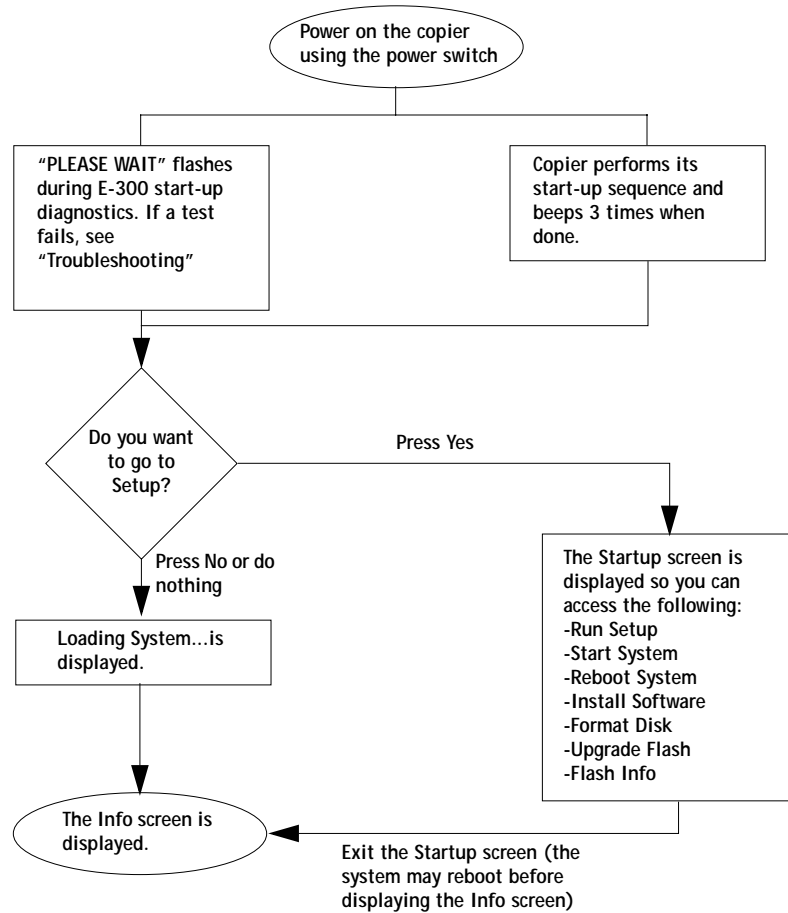 Power on the copier
using the power switch
“PLEASE WAIT” flashes
during E-300 start-up
diagnostics. If a test
fails, see
“Troubleshooting”
Copier performs its
start-up sequence and
beeps 3 times when
done.
Do you want
to go to
Setup?
Press Yes
Press No or do
nothing
The Startup screen is
displayed so you can
access the following:
-Run Setup
-Start System
-Reboot System
-Install Software
-Format Disk
-Upgrade Flash
-Flash Info
Loading System...is
displayed.
The Info screen is
displayed.
Exit the Startup screen (the
system may reboot before
displaying the Info screen)